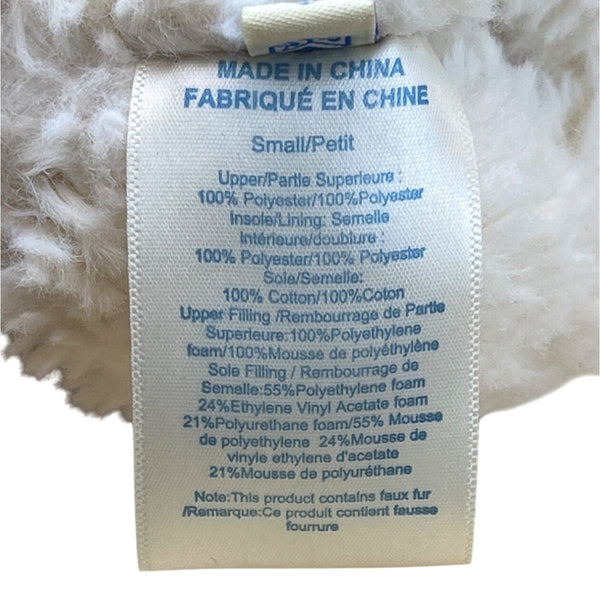 MADE IN CHINA
FABRIQUÉ EN CHINE
Small/Petit
Upper/Partie Superieure :
100% Polyester/100%Polyester
Insole/Lining: Semelle
Intérieure/doublure :
100% Polyester/100% Polyester
Sole/Semelle:
100% Cotton/100%Coton
Upper Filling /Rembourrage de Partie
Superieure:100%Polyethylene
foam/100%Mousse de polyéthylène
Sole Filling / Rembourrage de
Semelle:55%Polyethylene foam
24%Ethylene Vinyl Acetate foam
21%Polyurethane foam/55% Mousse
de polyethylene 24%Mousse de
vinyle ethylene d'acetate
21%Mousse de polyuréthane
Note:This product contains faux fur
/Remarque:Ce produit contient fausse
fourrure